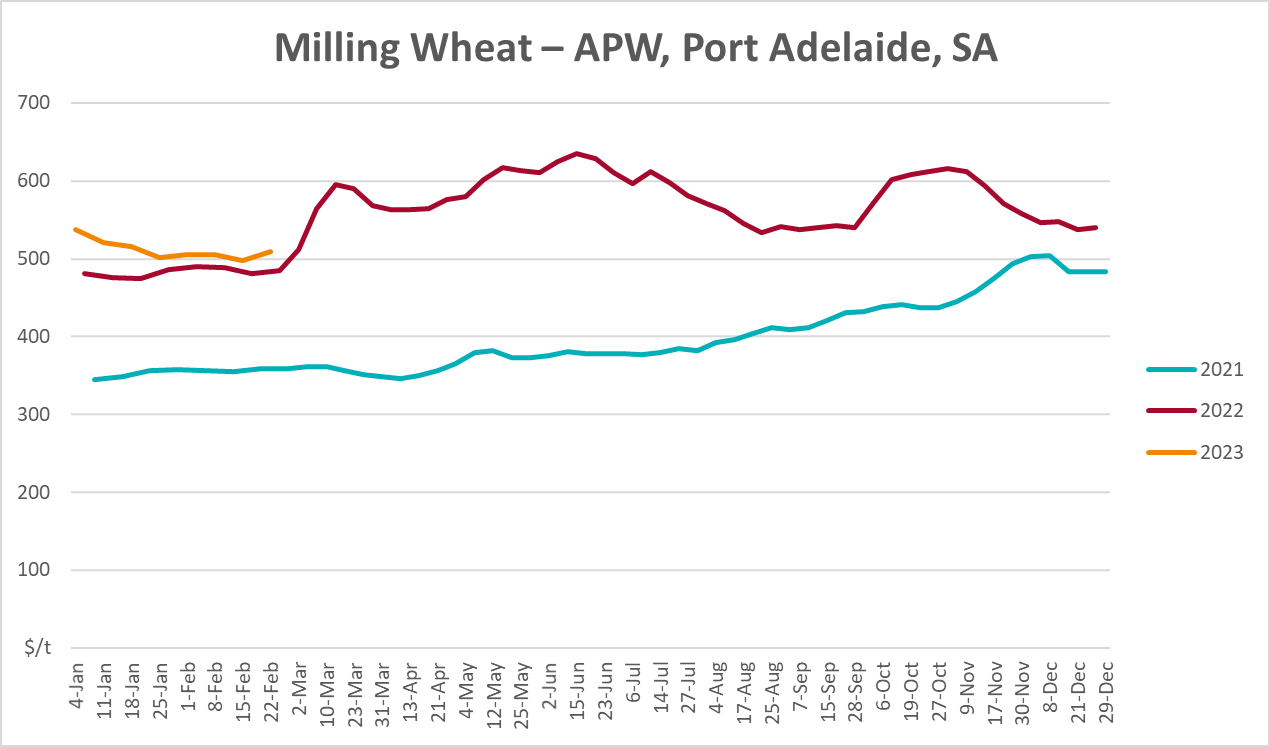 Milling Wheat – APW, Port Adelaide, SA
700
600
500
400
300
200
100
$/t
4-Jan
11-Jan
18-Jan
25-Jan
1-Feb
8-Feb
15-Feb
22-Feb
2-Mar
10-Mar
23-Mar
31-Mar
13-Apr
21-Apr
4-May
12-May
25-May
2-Jun
15-Jun
23-Jun
6-Jul
14-Jul
27-Jul
4-Aug
17-Aug
25-Aug
7-Sep
15-Sep
28-Sep
6-Oct
19-Oct
27-Oct
9-Nov
17-Nov
30-Nov
8-Dec
21-Dec
29-Dec
2021
2022
2023